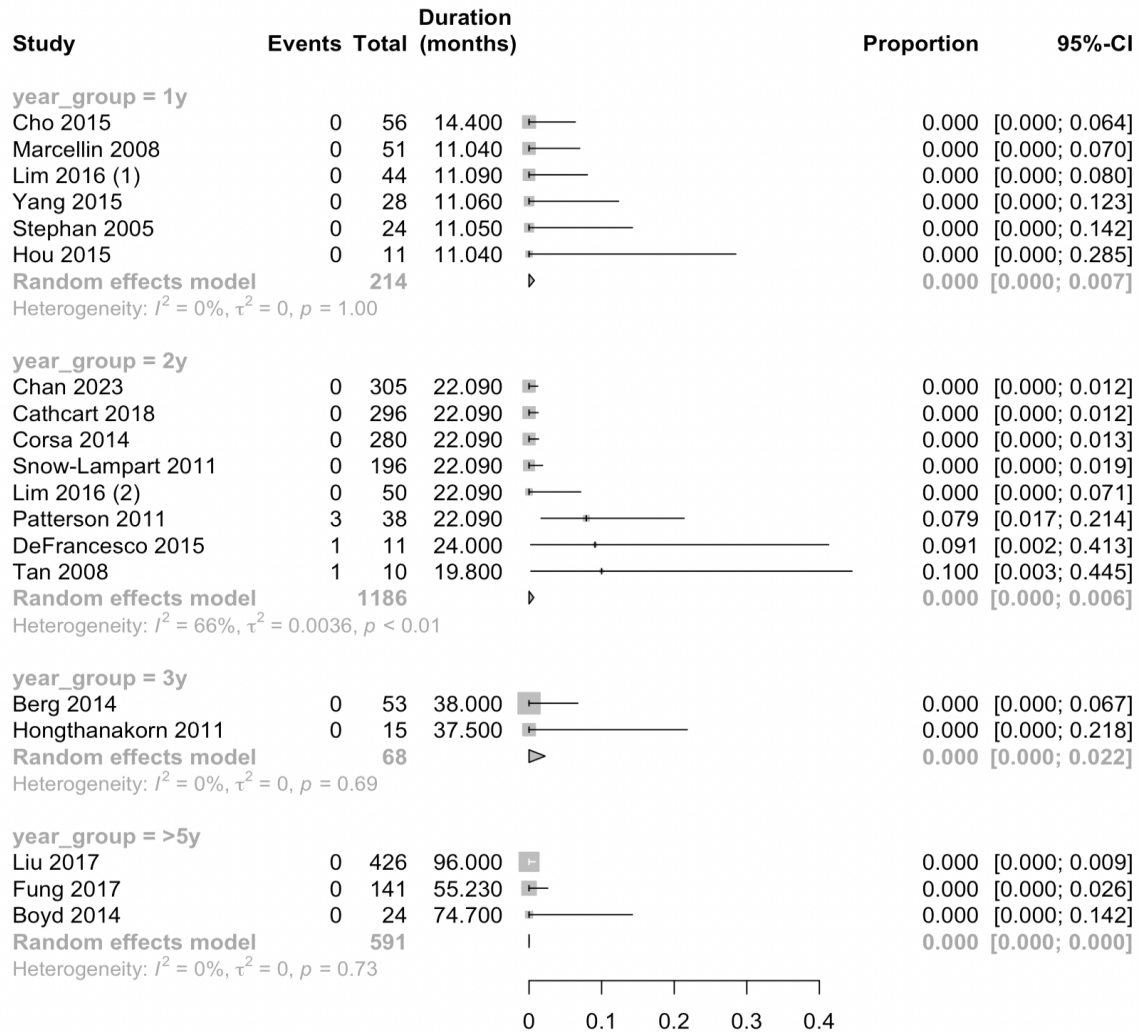 Duration
Study Events Total (months) Proportion 95%-CI
year_group = 1y
Cho 2015 0 56 14.400 0.000 [0.000; 0.064]
Marcellin 2008 0 51 11.040 0.000 [0.000; 0.070]
Lim 2016 (1) 0 44 11.090 0.000 [0.000; 0.080]
Yang 2015 0 28 11.060 0.000 [0.000; 0.123]
Stephan 2005 0 24 11.050 0.000 [0.000; 0.142]
Hou 2015 0 11 11.040 0.000 [0.000; 0.285]
Random effects model 214 0.000 [0.000; 0.007]
Heterogeneity: I² = 0%, τ² = 0, p = 1.00
year_group = 2y
Chan 2023 0 305 22.090 0.000 [0.000; 0.012]
Cathcart 2018 0 296 22.090 0.000 [0.000; 0.012]
Corsa 2014 0 280 22.090 0.000 [0.000; 0.013]
Snow-Lampart 2011 0 196 22.090 0.000 [0.000; 0.019]
Lim 2016 (2) 0 50 22.090 0.000 [0.000; 0.071]
Patterson 2011 3 38 22.090 0.079 [0.017; 0.214]
DeFrancesco 2015 1 11 24.000 0.091 [0.002; 0.413]
Tan 2008 1 10 19.800 0.100 [0.003; 0.445]
Random effects model 1186 0.000 [0.000; 0.006]
Heterogeneity: I² = 66%, τ² = 0.0036, p < 0.01
year_group = 3y
Berg 2014 0 53 38.000 0.000 [0.000; 0.067]
Hongthanakorn 2011 0 15 37.500 0.000 [0.000; 0.218]
Random effects model 68 0.000 [0.000; 0.022]
Heterogeneity: I² = 0%, τ² = 0, p = 0.69
year_group = >5y
Liu 2017 0 426 96.000 0.000 [0.000; 0.009]
Fung 2017 0 141 55.230 0.000 [0.000; 0.026]
Boyd 2014 0 24 74.700 0.000 [0.000; 0.142]
Random effects model 591 0.000 [0.000; 0.000]
Heterogeneity: I² = 0%, τ² = 0, p = 0.73
0 0.1 0.2 0.3 0.4